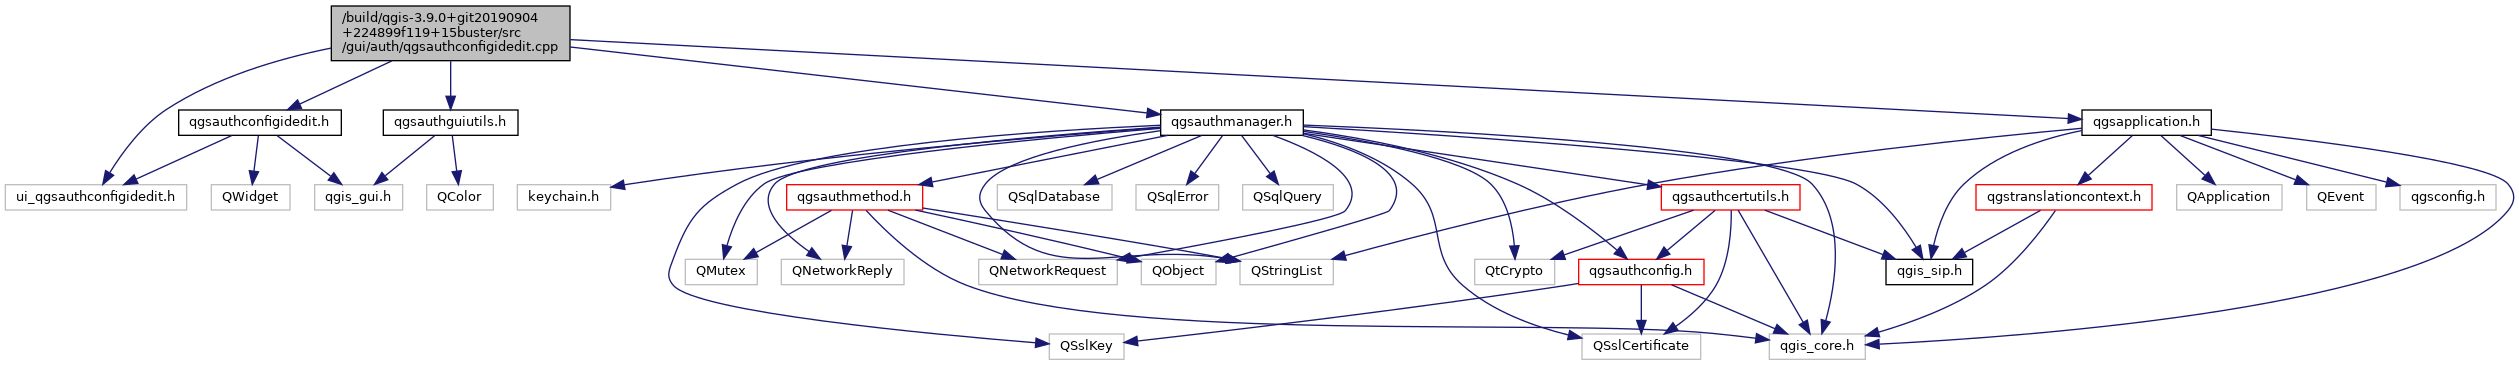 /build/qgis-3.9.0+git20190904
+224899f119+15buster/src
/gui/auth/qgsauthconfigidedit.cpp
qgsauthconfigidedit.h
qgsauthguiutils.h
qgsauthmanager.h
qgsapplication.h
ui_qgsauthconfigidedit.h
QWidget
qgis_gui.h
QColor
keychain.h
qgsauthmethod.h
QSqlDatabase
QSqlError
QSqlQuery
qgsauthcertutils.h
qgstranslationcontext.h
QApplication
QEvent
qgsconfig.h
QMutex
QNetworkReply
QNetworkRequest
QObject
QStringList
QtCrypto
qgsauthconfig.h
qgis_sip.h
QSslKey
QSslCertificate
qgis_core.h